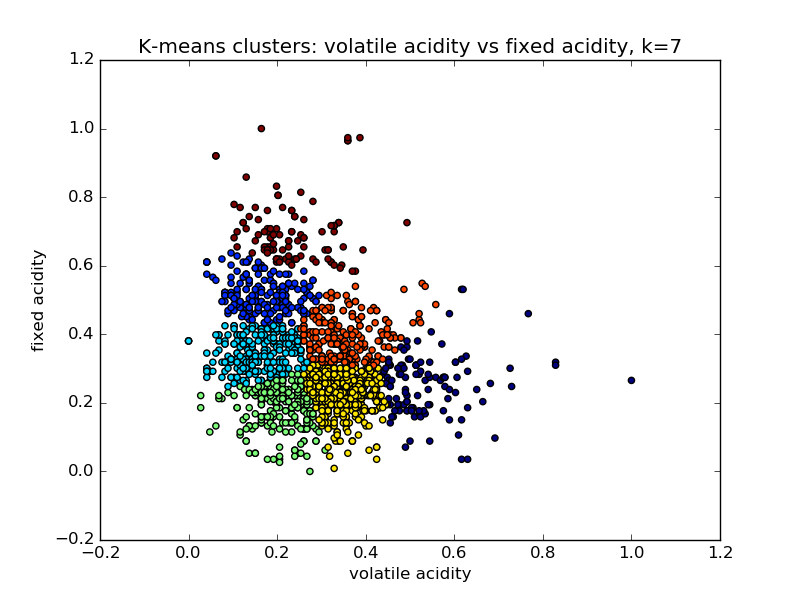 K-means clusters: volatile acidity vs fixed acidity, k=7
1.2
1.0
0.8
0.6
0.4
0.2
0.0
−0.2
fixed acidity
−0.2 0.0 0.2 0.4 0.6 0.8 1.0 1.2
volatile acidity